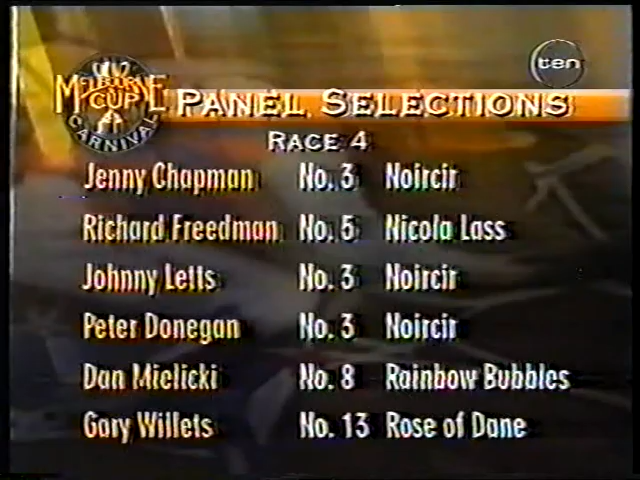 MELBOURNE
CUP
CARNIVAL
ten
PANEL SELECTIONS
RACE 4
Jenny Chapman No. 3 Noircir
Richard Freedman No. 5 Nicola Lass
Johnny Letts No. 3 Noircir
Peter Donegan No. 3 Noircir
Dan Mielicki No. 8 Rainbow Bubbles
Gary Willets No. 13 Rose of Dane